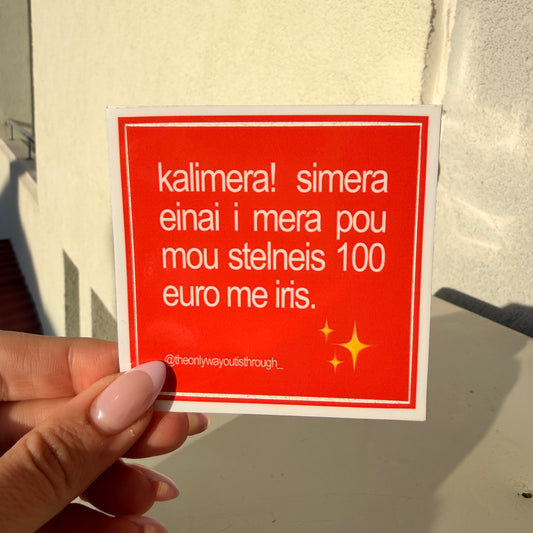 kalimera! simera
einai i mera pou
mou stelneis 100
euro me iris.
@theonlywayoutisthrough_